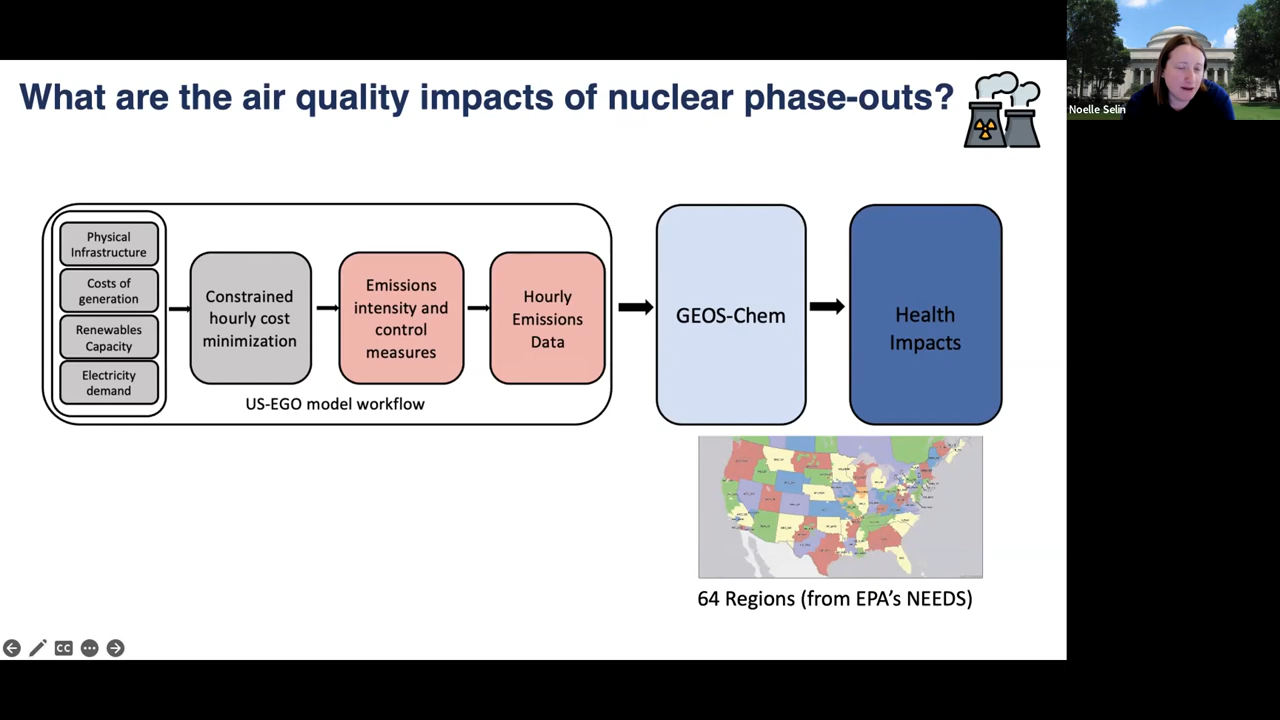 What are the air quality impacts of nuclear phase-outs?
Noelle Selin
Physical
Infrastructure
Costs of
generation
Renewables
Capacity
Electricity
demand
Constrained
hourly cost
minimization
Emissions
intensity and
control
measures
Hourly
Emissions
Data
US-EGO model workflow
GEOS-Chem
Health
Impacts
64 Regions (from EPA's NEEDS)
CC